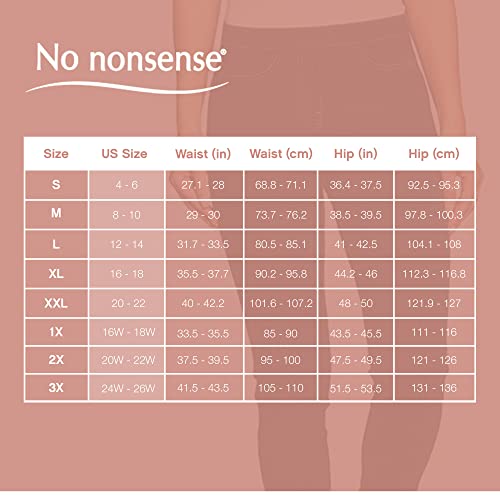 No nonsense®
Size US Size Waist (in) Waist (cm) Hip (in) Hip (cm)
S 4 - 6 27.1 - 28 68.8 - 71.1 36.4 - 37.5 92.5 - 95.3
M 8 - 10 29 - 30 73.7 - 76.2 38.5 - 39.5 97.8 - 100.3
L 12 - 14 31.7 - 33.5 80.5 - 85.1 41 - 42.5 104.1 - 108
XL 16 - 18 35.5 - 37.7 90.2 - 95.8 44.2 - 46 112.3 - 116.8
XXL 20 - 22 40 - 42.2 101.6 - 107.2 48 - 50 121.9 - 127
1X 16W - 18W 33.5 - 35.5 85 - 90 43.5 - 45.5 111 - 116
2X 20W - 22W 37.5 - 39.5 95 - 100 47.5 - 49.5 121 - 126
3X 24W - 26W 41.5 - 43.5 105 - 110 51.5 - 53.5 131 - 136